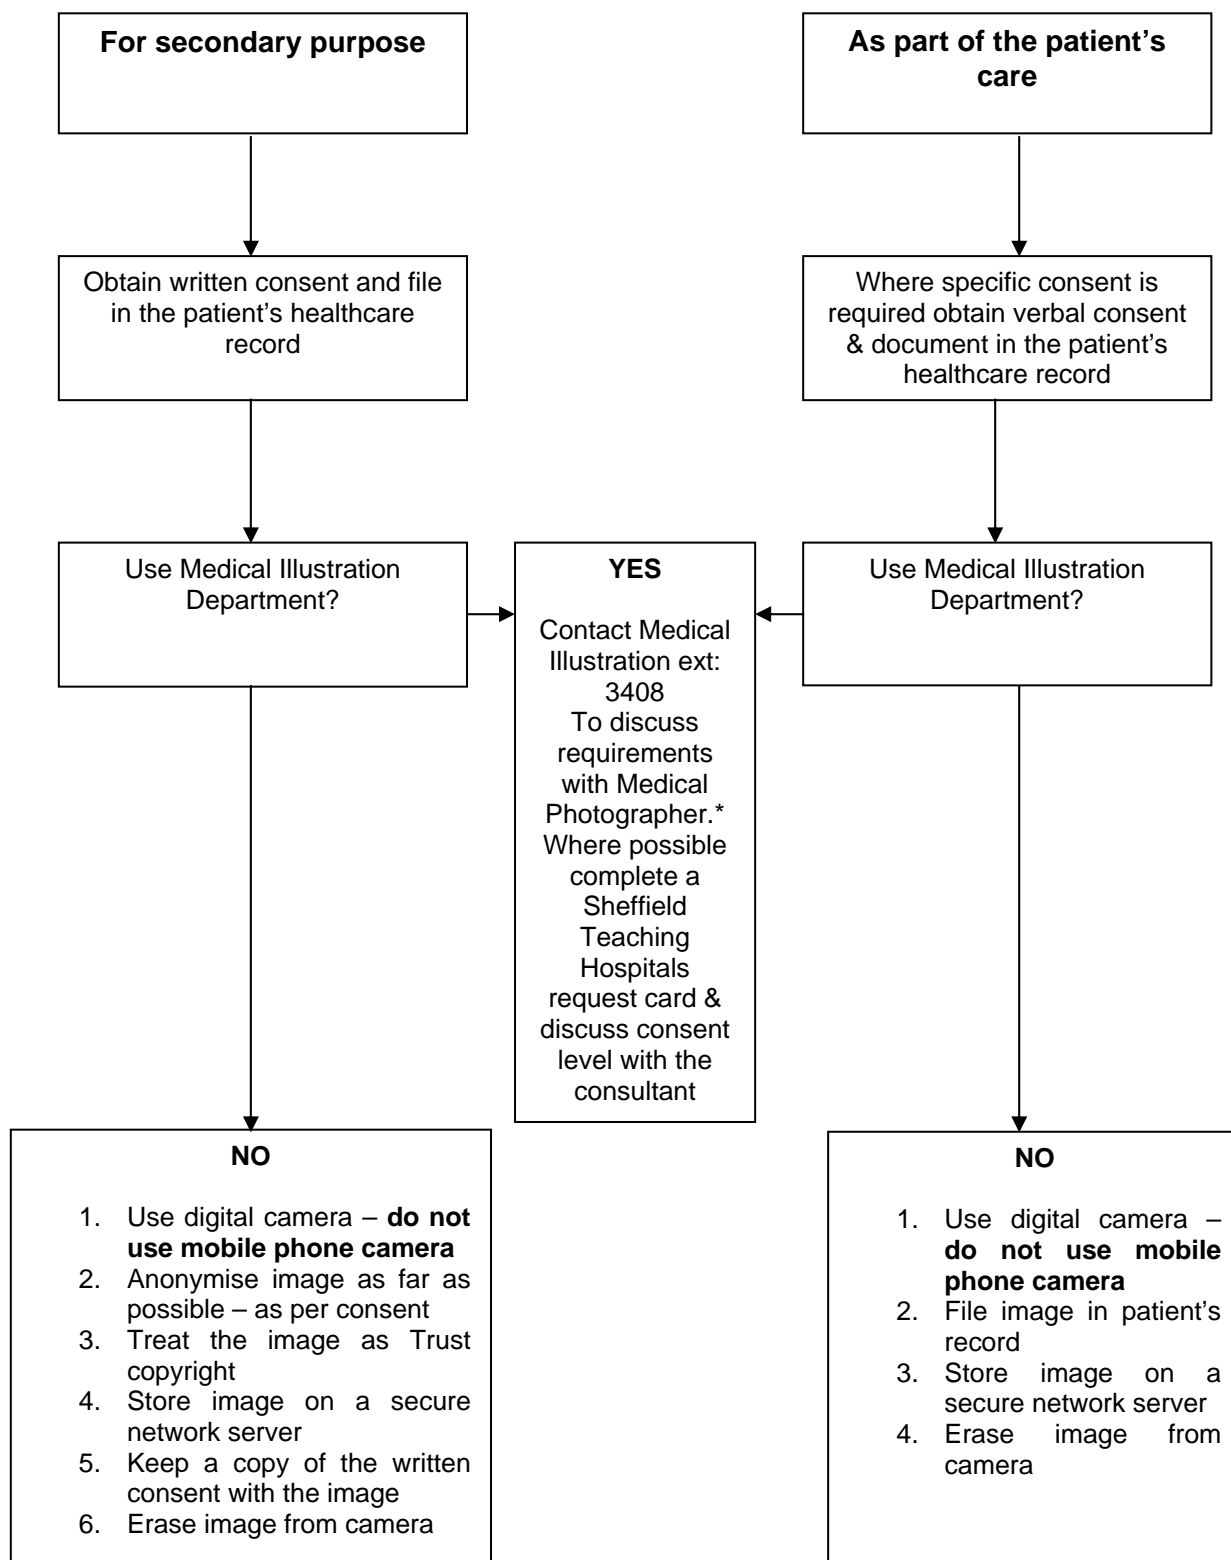 For secondary purpose
As part of the patient’s
care
Obtain written consent and file
in the patient’s healthcare
record
Where specific consent is
required obtain verbal consent
& document in the patient’s
healthcare record
Use Medical Illustration
Department?
YES
Contact Medical
Illustration ext:
3408
To discuss
requirements
with Medical
Photographer.*
Where possible
complete a
Sheffield
Teaching
Hospitals
request card &
discuss consent
level with the
consultant
Use Medical Illustration
Department?
NO
1. Use digital camera – do not
use mobile phone camera
2. Anonymise image as far as
possible – as per consent
3. Treat the image as Trust
copyright
4. Store image on a secure
network server
5. Keep a copy of the written
consent with the image
6. Erase image from camera
NO
1. Use digital camera –
do not use mobile
phone camera
2. File image in patient’s
record
3. Store image on a
secure network server
4. Erase image from
camera